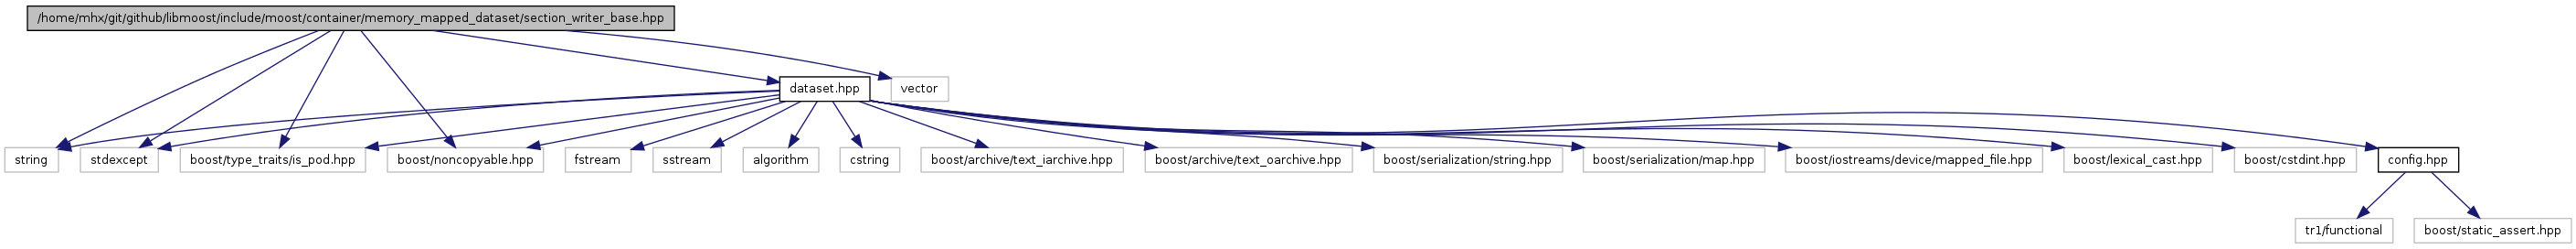 /home/mhx/git/github/libmoost/include/moost/container/memory_mapped_dataset/section_writer_base.hpp
dataset.hpp
vector
string
stdexcept
boost/type_traits/is_pod.hpp
boost/noncopyable.hpp
fstream
sstream
algorithm
cstring
boost/archive/text_iarchive.hpp
boost/archive/text_oarchive.hpp
boost/serialization/string.hpp
boost/serialization/map.hpp
boost/iostreams/device/mapped_file.hpp
boost/lexical_cast.hpp
boost/cstdint.hpp
config.hpp
tr1/functional
boost/static_assert.hpp